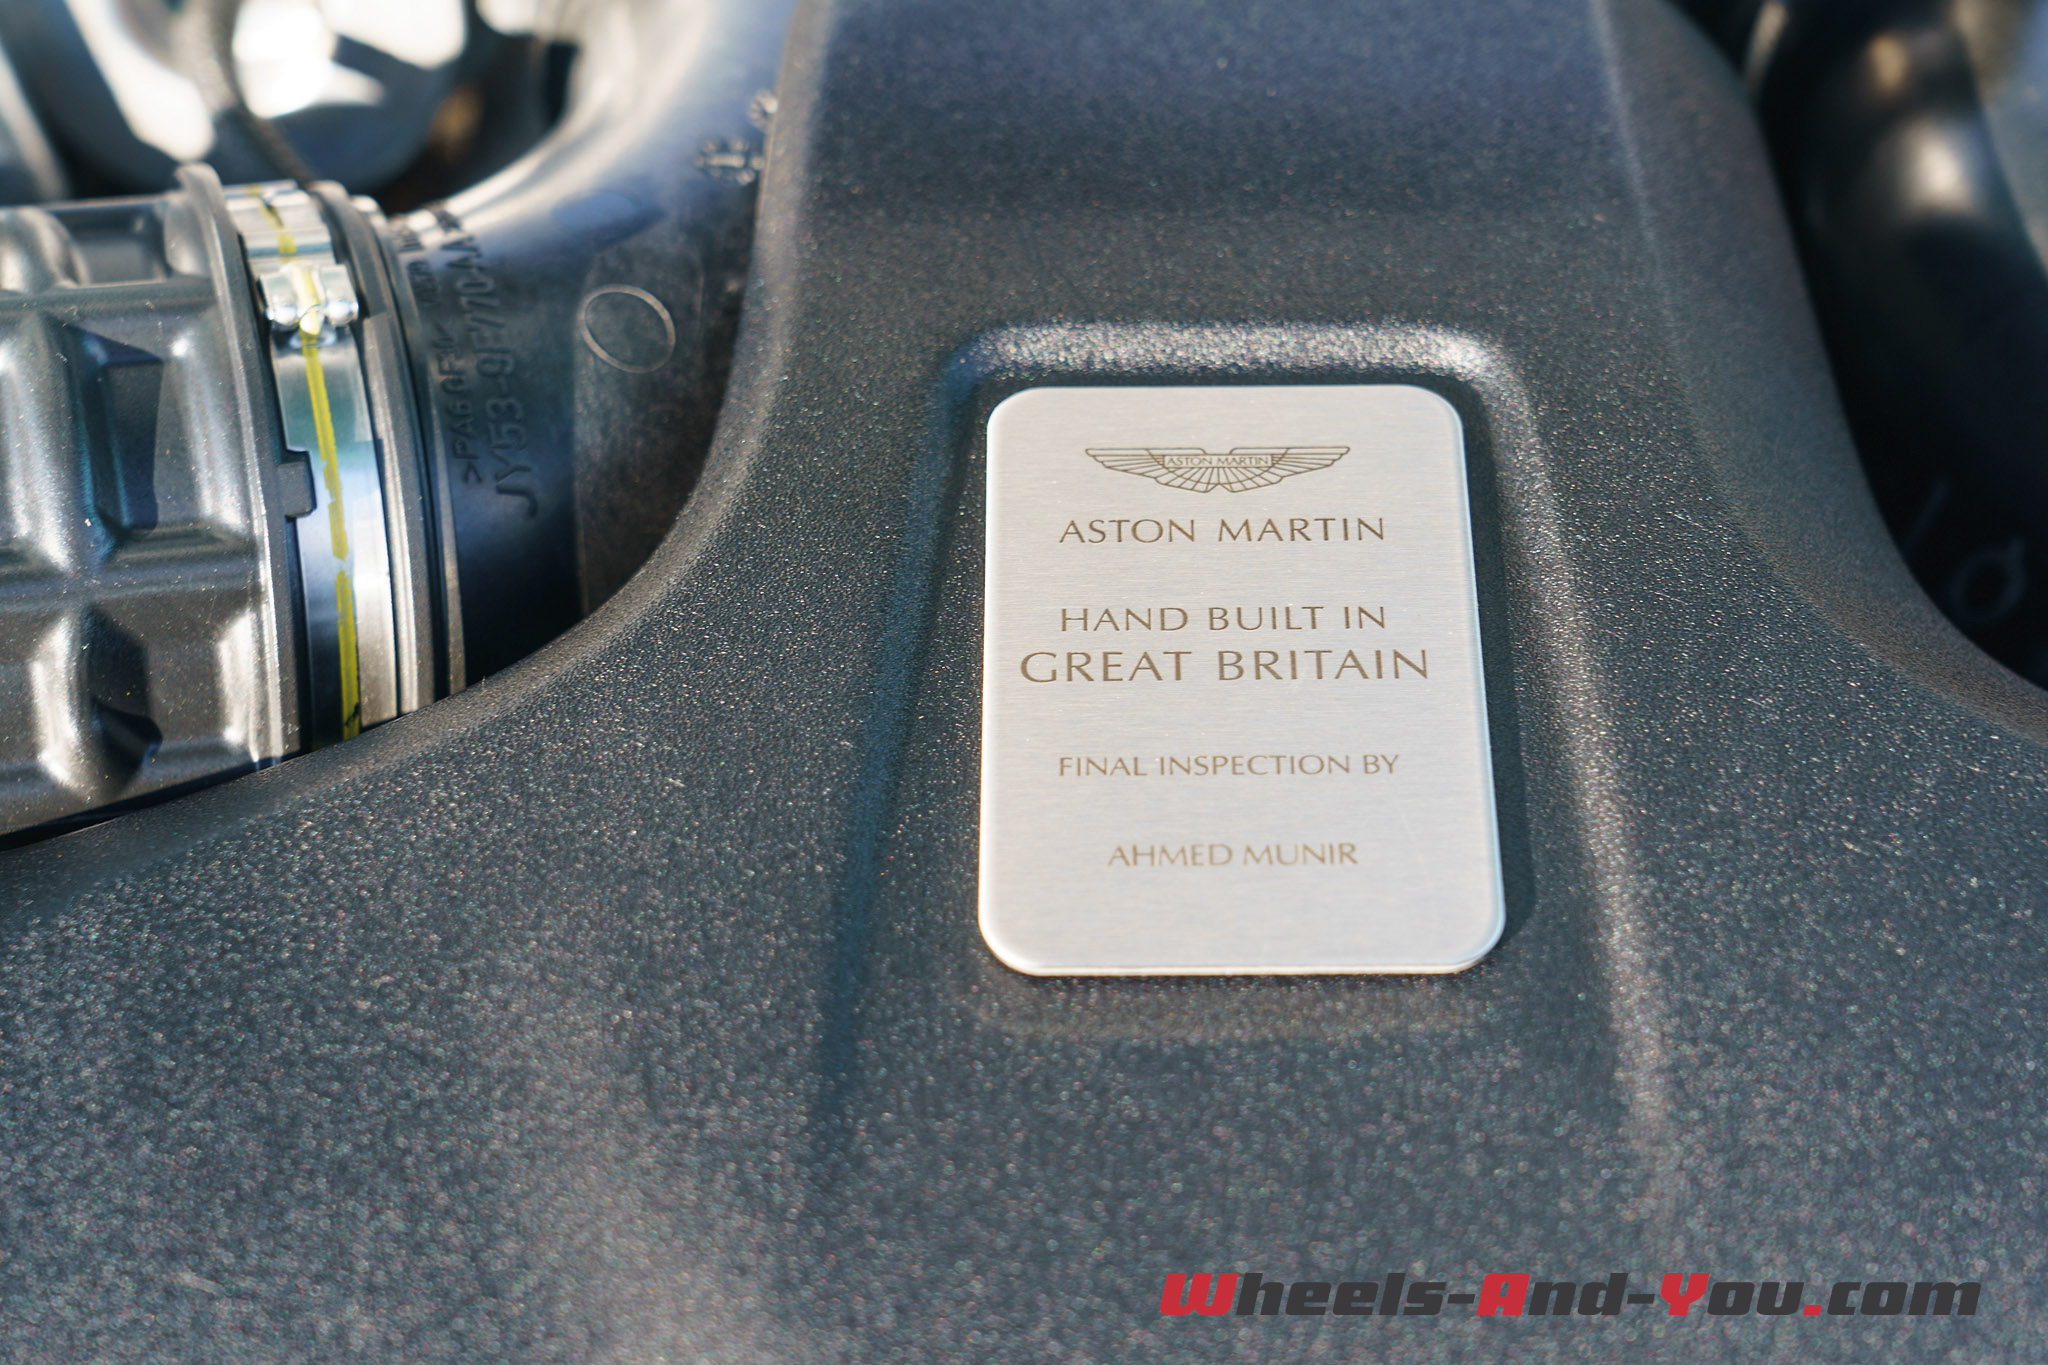 ASTON MARTIN
ASTON MARTIN
HAND BUILT IN
GREAT BRITAIN
FINAL INSPECTION BY
AHMED MUNIR
Wheels-And-You.com